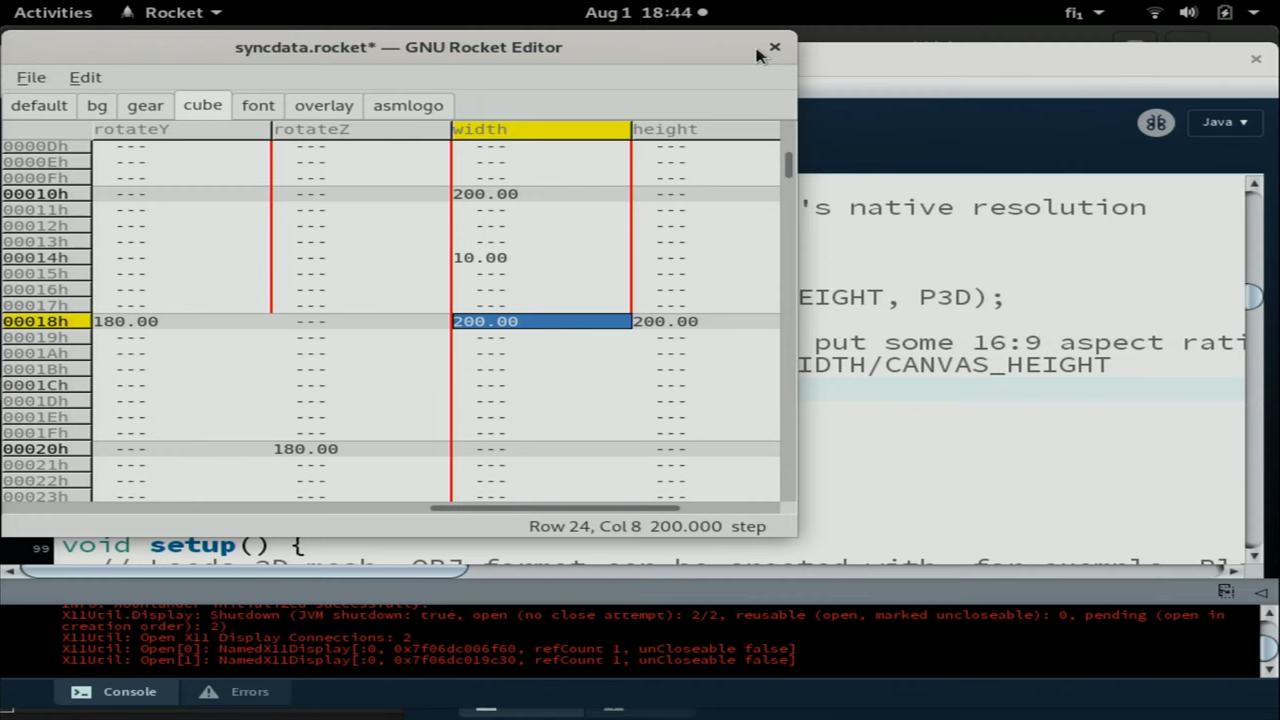 Activities Rocket Aug 1 18:44 fi₁
syncdata.rocket* — GNU Rocket Editor
File Edit
default bg gear cube font overlay asmlogo
Java
rotateY rotateZ width height
0000Dh --- --- --- ---
0000Eh --- --- --- ---
0000Fh --- --- --- ---
00010h --- --- 200.00 ---
00011h --- --- --- ---
00012h --- --- --- ---
00013h --- --- --- ---
00014h --- --- 10.00 ---
00015h --- --- --- ---
00016h --- --- --- ---
00017h --- --- --- ---
00018h 180.00 --- 200.00 200.00
00019h --- --- --- ---
0001Ah --- --- --- ---
0001Bh --- --- --- ---
0001Ch --- --- --- ---
0001Dh --- --- --- ---
0001Eh --- --- --- ---
0001Fh --- --- --- ---
00020h --- 180.00 --- ---
00021h --- --- --- ---
00022h --- --- --- ---
00023h --- --- --- ---
Row 24, Col 8 200.000 step
's native resolution
EIGHT, P3D);
put some 16:9 aspect rati
IDTH/CANVAS_HEIGHT
99 void setup() {
X11Util.Display: Shutdown (JVM shutdown: true, open (no close attempt): 2/2, reusable (open, marked uncloseable): 0, pending (open in
creation order): 2)
X11Util: Open X11 Display Connections: 2
X11Util: Open[0]: NamedX11Display[:0, 0x7f06dc006f60, refCount 1, unCloseable false]
X11Util: Open[1]: NamedX11Display[:0, 0x7f06dc019c30, refCount 1, unCloseable false]
Console Errors